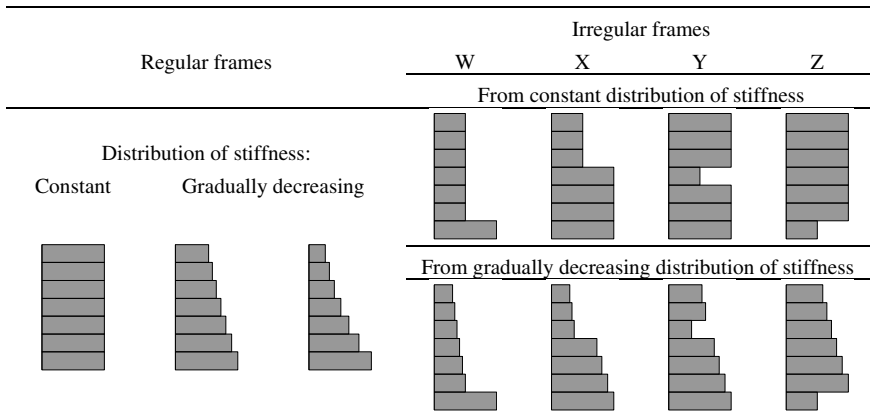 Regular frames
Irregular frames
W X Y Z
From constant distribution of stiffness
Distribution of stiffness:
Constant Gradually decreasing
From gradually decreasing distribution of stiffness